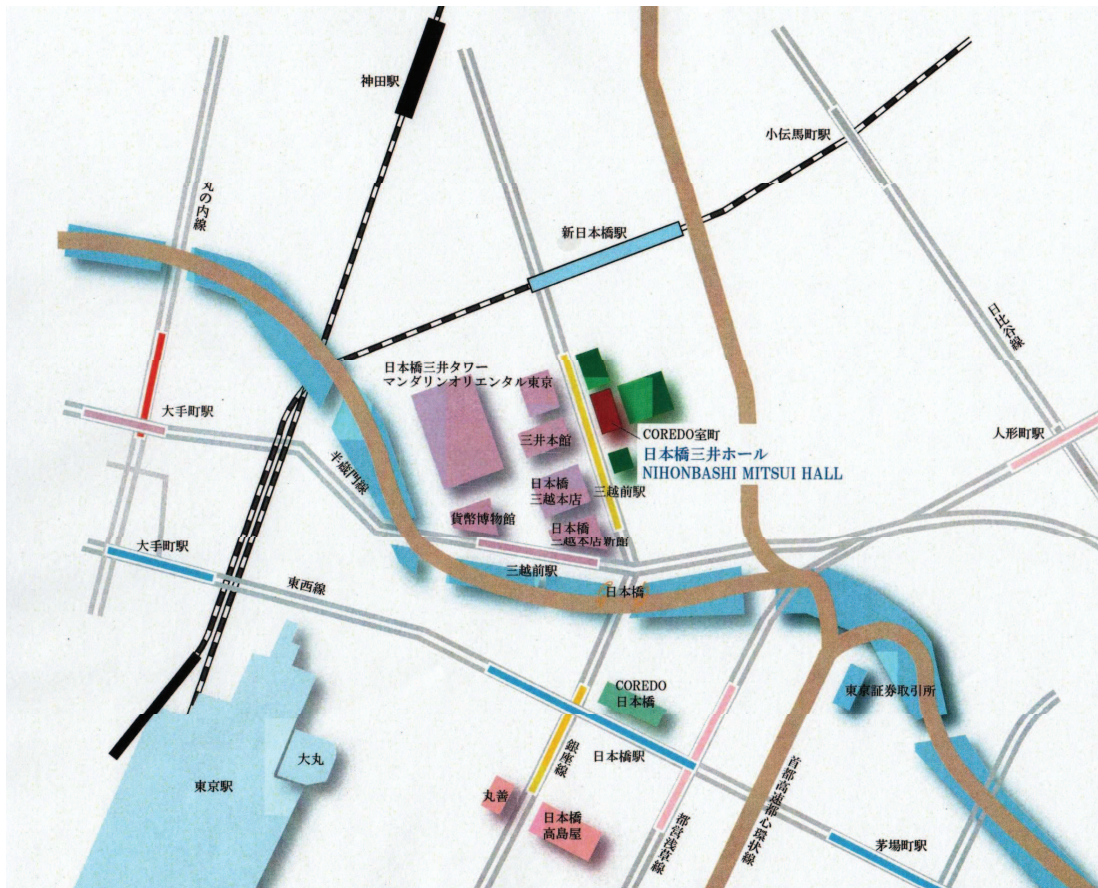 神田駅
小伝馬町駅
丸の内線
新日本橋駅
日比谷線
日本橋三井タワー
マンダリンオリエンタル東京
大手町駅
COREDO室町
日本橋三井ホール
NIHONBASHI MITSUI HALL
人形町駅
三井本館
半蔵門線
日本橋
三越本店
三越前駅
貨幣博物館
日本橋
三越本店新館
大手町駅
三越前駅
東西線
日本橋
COREDO
日本橋
東京証券取引所
銀座線
日本橋駅
大丸
東京駅
丸善
日本橋
高島屋
都営浅草線
首都高速都心環状線
茅場町駅